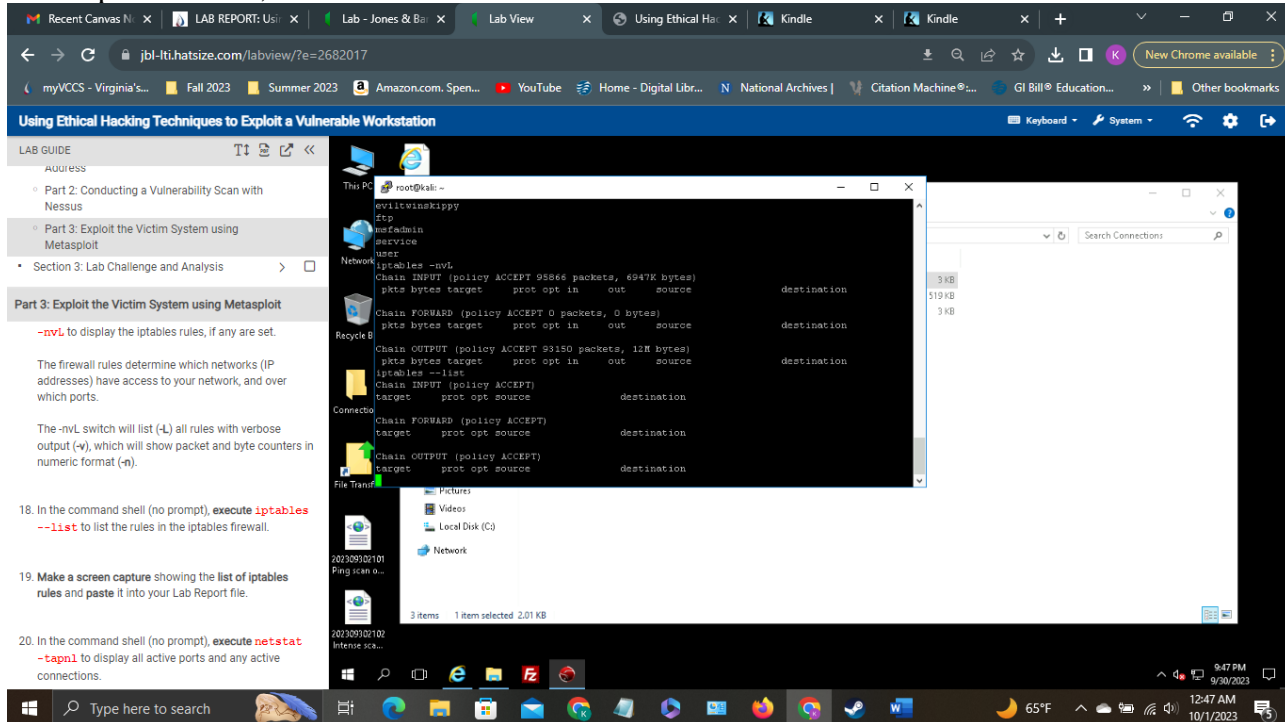 Recent Canvas No
LAB REPORT: Usin
Lab - Jones & Bar
Lab View
Using Ethical Hac
Kindle
Kindle
jbl-lti.hatsize.com/labview/?e=2682017
K
New Chrome available
myVCCS - Virginia's...
Fall 2023
Summer 2023
Amazon.com. Spen...
YouTube
Home - Digital Libr...
National Archives |
Citation Machine®:...
GI Bill® Education...
»
Other bookmarks
Using Ethical Hacking Techniques to Exploit a Vulnerable Workstation
Keyboard
System
LAB GUIDE
Address
Part 2: Conducting a Vulnerability Scan with
Nessus
Part 3: Exploit the Victim System using
Metasploit
Section 3: Lab Challenge and Analysis
Part 3: Exploit the Victim System using Metasploit
-nvL to display the iptables rules, if any are set.
The firewall rules determine which networks (IP
addresses) have access to your network, and over
which ports.
The -nvL switch will list (-L) all rules with verbose
output (-v), which will show packet and byte counters in
numeric format (-n).
18. In the command shell (no prompt), execute iptables
--list to list the rules in the iptables firewall.
19. Make a screen capture showing the list of iptables
rules and paste it into your Lab Report file.
20. In the command shell (no prompt), execute netstat
-tapnl to display all active ports and any active
connections.
This PC
Network
Recycle B
Connectio
File Transf
202309302101
Ping scan o...
202309302102
Intense sca...
root@kali: ~
eviltwinskippy
ftp
msfadmin
service
user
iptables -nvL
Chain INPUT (policy ACCEPT 95866 packets, 6947K bytes)
pkts bytes target prot opt in out source destination
Chain FORWARD (policy ACCEPT 0 packets, 0 bytes)
pkts bytes target prot opt in out source destination
Chain OUTPUT (policy ACCEPT 93150 packets, 12M bytes)
pkts bytes target prot opt in out source destination
iptables --list
Chain INPUT (policy ACCEPT)
target prot opt source destination
Chain FORWARD (policy ACCEPT)
target prot opt source destination
Chain OUTPUT (policy ACCEPT)
target prot opt source destination
Search Connections
3 KB
519 KB
3 KB
Pictures
Videos
Local Disk (C:)
Network
3 items 1 item selected 2.01 KB
9:47 PM
9/30/2023
Type here to search
65°F
12:47 AM
10/1/2023